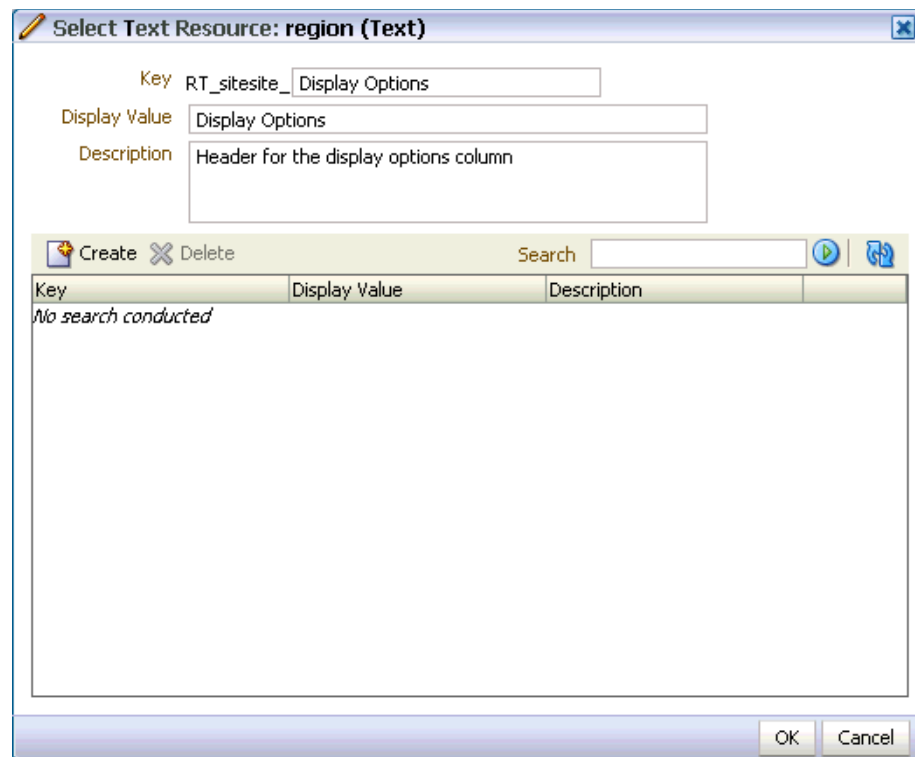 Select Text Resource: region (Text)
Key RT_sitesite_ Display Options
Display Value Display Options
Description Header for the display options column
Create Delete Search
Key Display Value Description
No search conducted
OK Cancel